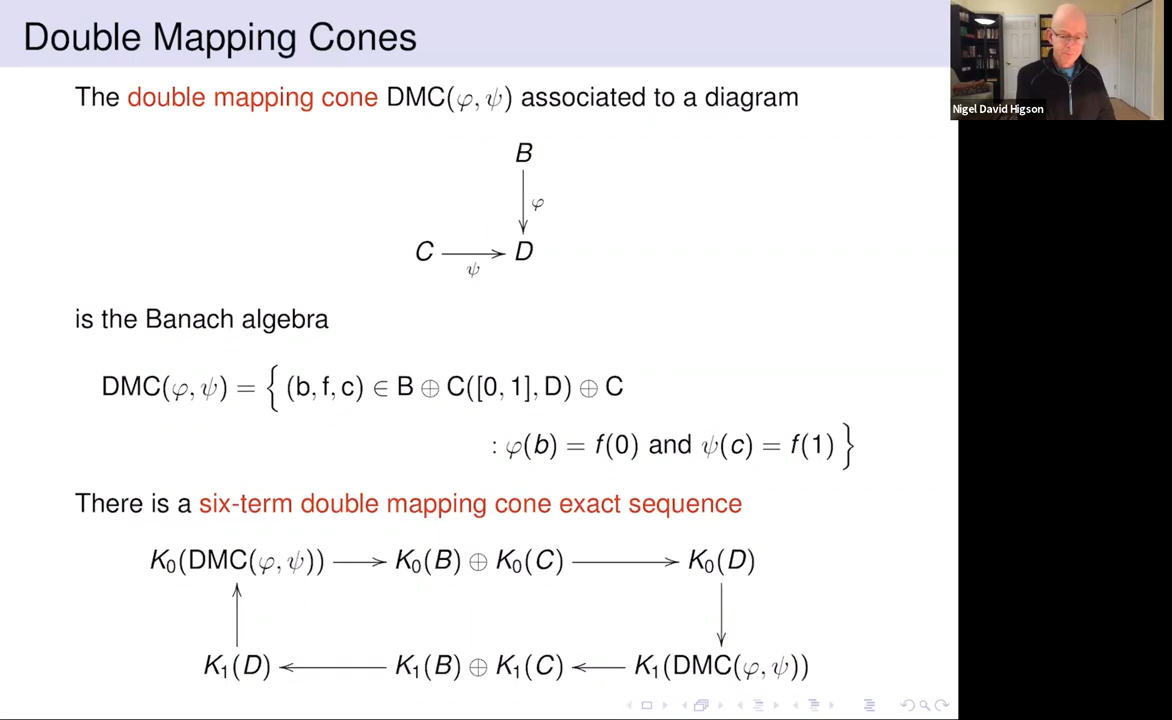 Double Mapping Cones
Nigel David Higson
The double mapping cone DMC(φ, ψ) associated to a diagram
B
φ
C
D
ψ
is the Banach algebra
DMC(φ, ψ) = { (b, f, c) ∈ B ⊕ C([0, 1], D) ⊕ C
: φ(b) = f(0) and ψ(c) = f(1) }
There is a six-term double mapping cone exact sequence
K₀(DMC(φ, ψ)) ⟶ K₀(B) ⊕ K₀(C) ⟶ K₀(D)
K₁(D) ⟵ K₁(B) ⊕ K₁(C) ⟵ K₁(DMC(φ, ψ))